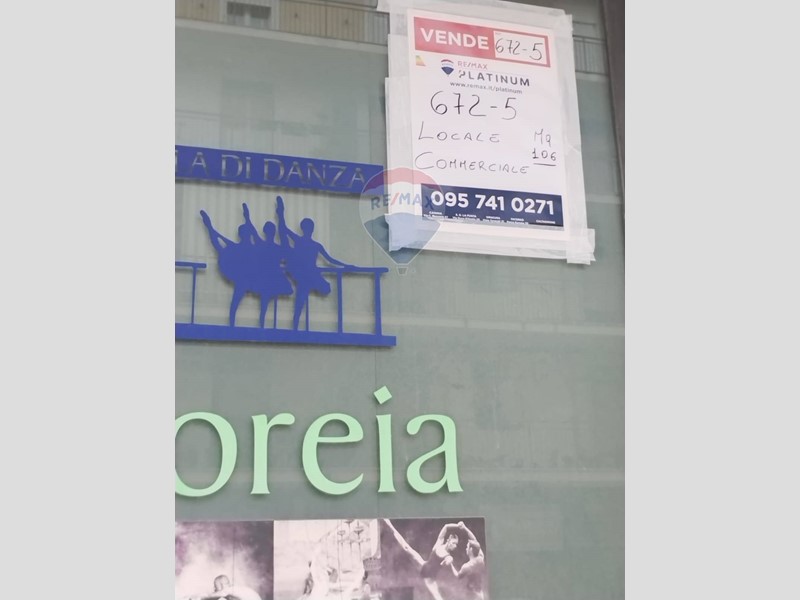 VENDE 672-5
RE/MAX
PLATINUM
www.remax.it/platinum
672-5
LOCALE Mq
106
COMMERCIALE
095 741 0271
A DI DANZA
RE/MAX
oreia